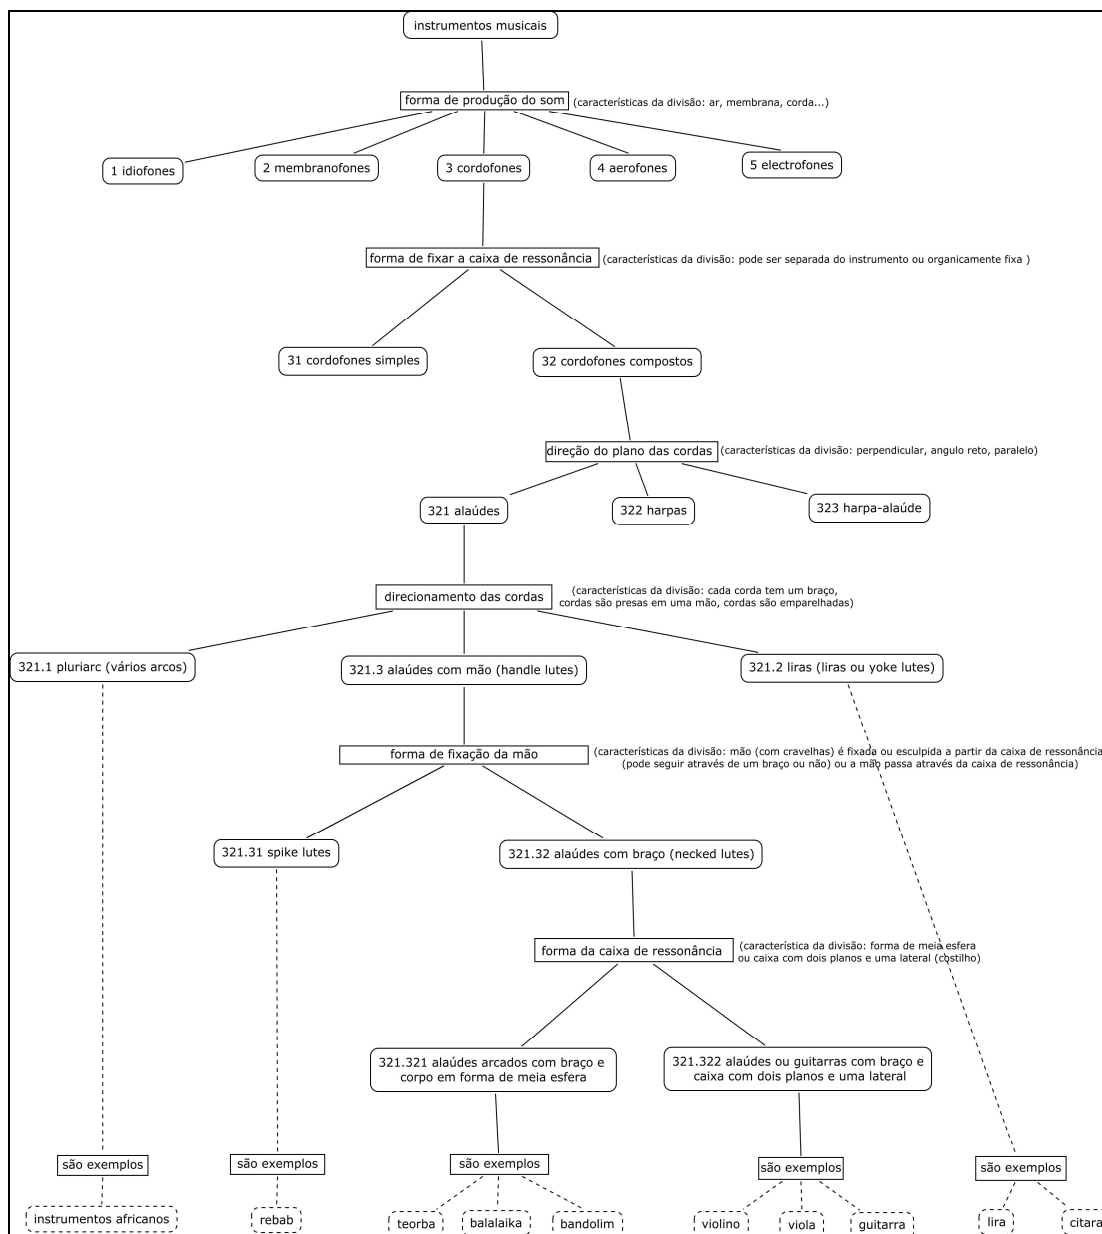 instrumentos musicais
forma de produção do som
(características da divisão: ar, membrana, corda...)
1 idiofones
2 membranofones
3 cordofones
4 aerofones
5 electrofones
forma de fixar a caixa de ressonância
(características da divisão: pode ser separada do instrumento ou organicamente fixa )
31 cordofones simples
32 cordofones compostos
direção do plano das cordas
(características da divisão: perpendicular, angulo reto, paralelo)
321 alaúdes
322 harpas
323 harpa-alaúde
direcionamento das cordas
(características da divisão: cada corda tem um braço,
cordas são presas em uma mão, cordas são emparelhadas)
321.1 pluriarc (vários arcos)
321.3 alaúdes com mão (handle lutes)
321.2 liras (liras ou yoke lutes)
forma de fixação da mão
(características da divisão: mão (com cravelhas) é fixada ou esculpida a partir da caixa de ressonância
(pode seguir através de um braço ou não) ou a mão passa através da caixa de ressonância)
321.31 spike lutes
321.32 alaúdes com braço (necked lutes)
forma da caixa de ressonância
(característica da divisão: forma de meia esfera
ou caixa com dois planos e uma lateral (costilho)
321.321 alaúdes arcados com braço e
corpo em forma de meia esfera
321.322 alaúdes ou guitarras com braço e
caixa com dois planos e uma lateral
são exemplos
são exemplos
são exemplos
são exemplos
são exemplos
instrumentos africanos
rebab
teorba
balalaika
bandolim
violino
viola
guitarra
lira
citara